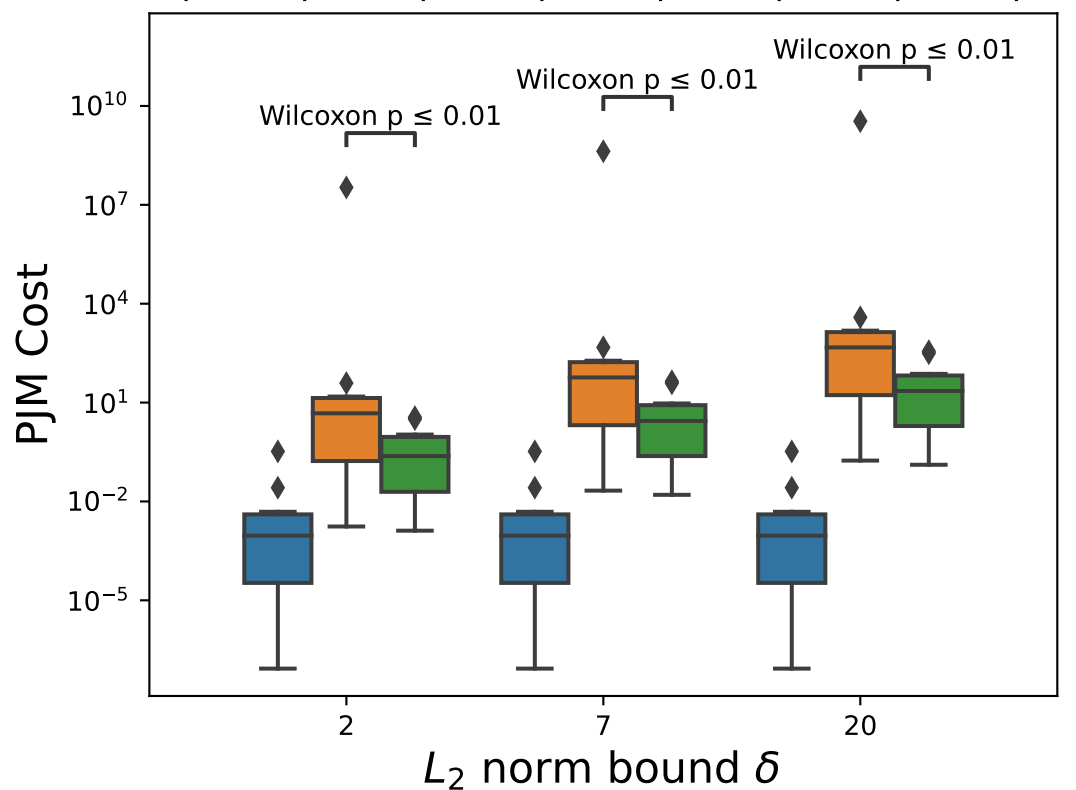 Wilcoxon p ≤ 0.01
Wilcoxon p ≤ 0.01
Wilcoxon p ≤ 0.01
10¹⁰
10⁷
10⁴
10¹
10⁻²
10⁻⁵
PJM Cost
2 7 20
L₂ norm bound δ